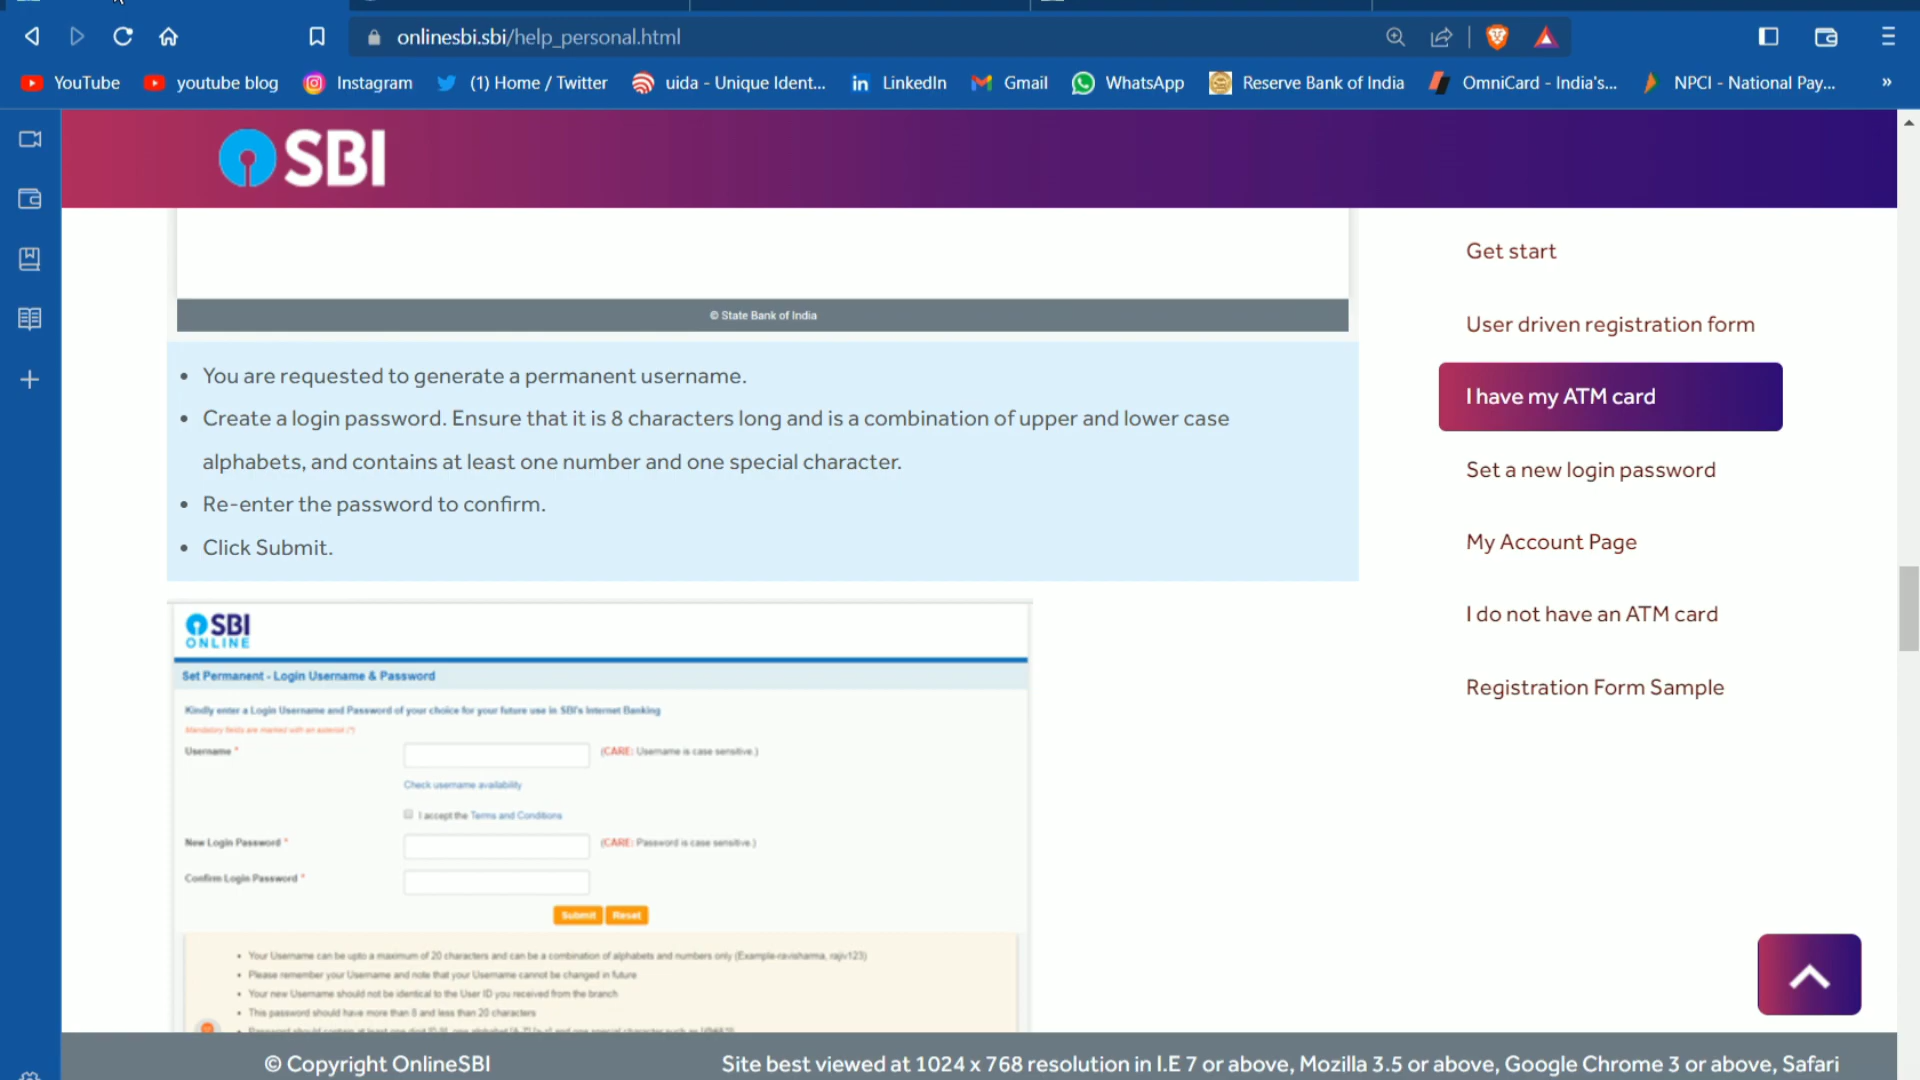 onlinesbi.sbi/help_personal.html
YouTube youtube blog Instagram (1) Home / Twitter uida - Unique Ident... LinkedIn Gmail WhatsApp Reserve Bank of India OmniCard - India's... NPCI - National Pay... »
SBI
© State Bank of India
• You are requested to generate a permanent username.
• Create a login password. Ensure that it is 8 characters long and is a combination of upper and lower case
alphabets, and contains at least one number and one special character.
• Re-enter the password to confirm.
• Click Submit.
Get start
User driven registration form
I have my ATM card
Set a new login password
My Account Page
I do not have an ATM card
Registration Form Sample
SBI
ONLINE
Set Permanent - Login Username & Password
Kindly enter a Login Username and Password of your choice for your future use in SBI's Internet Banking
Mandatory fields are marked with an asterisk (*)
Username * (CARE: Username is case sensitive.)
Check username availability
I accept the Terms and Conditions
New Login Password * (CARE: Password is case sensitive.)
Confirm Login Password *
Submit Reset
• Your Username can be upto a maximum of 20 characters and can be a combination of alphabets and numbers only (Example-ravisharma, rajiv123)
• Please remember your Username and note that your Username cannot be changed in future
• Your new Username should not be identical to the User ID you received from the branch
• This password should have more than 8 and less than 20 characters
© Copyright OnlineSBI Site best viewed at 1024 x 768 resolution in I.E 7 or above, Mozilla 3.5 or above, Google Chrome 3 or above, Safari